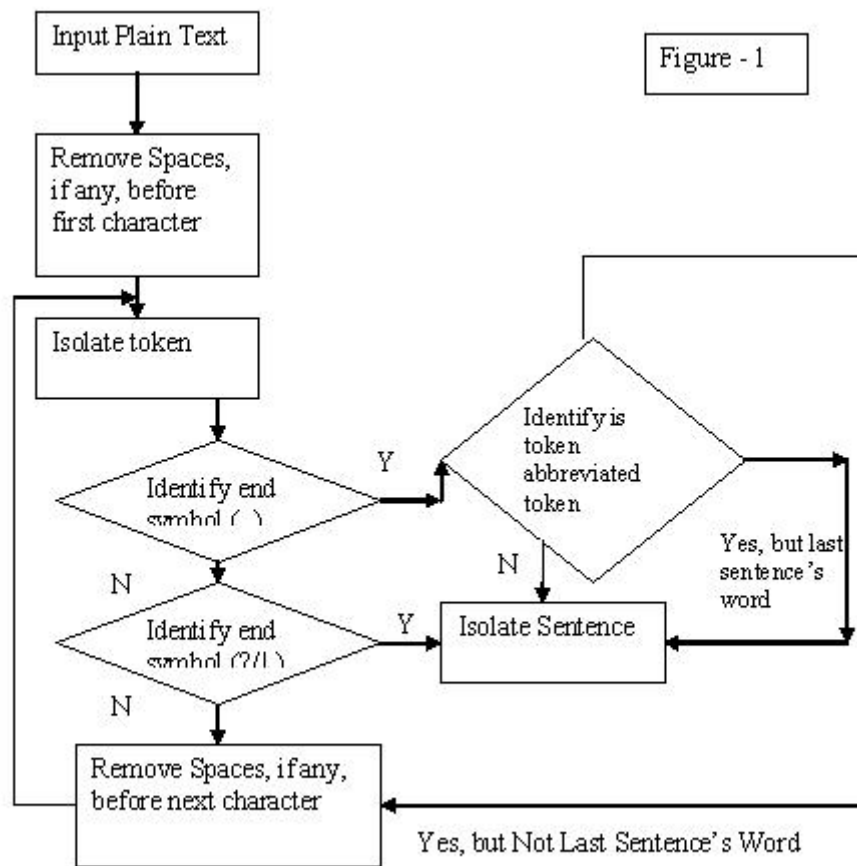 Input Plain Text
Figure - 1
Remove Spaces,
if any, before
first character
Isolate token
Identify is
token
abbreviated
token
Y
Identify end
symbol (.)
Yes, but last
sentence's
word
N
N
Isolate Sentence
Identify end
symbol (?/!)
Y
N
Remove Spaces, if any,
before next character
Yes, but Not Last Sentence's Word